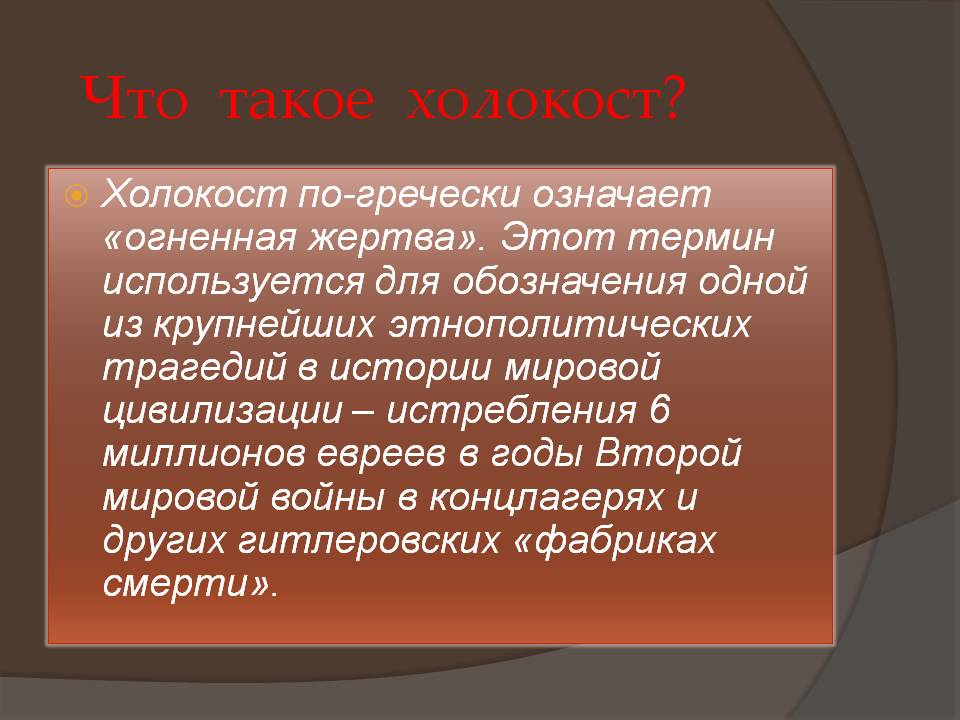 Что такое холокост?
Холокост по-гречески означает
«огненная жертва». Этот термин
используется для обозначения одной
из крупнейших этнополитических
трагедий в истории мировой
цивилизации – истребления 6
миллионов евреев в годы Второй
мировой войны в концлагерях и
других гитлеровских «фабриках
смерти».